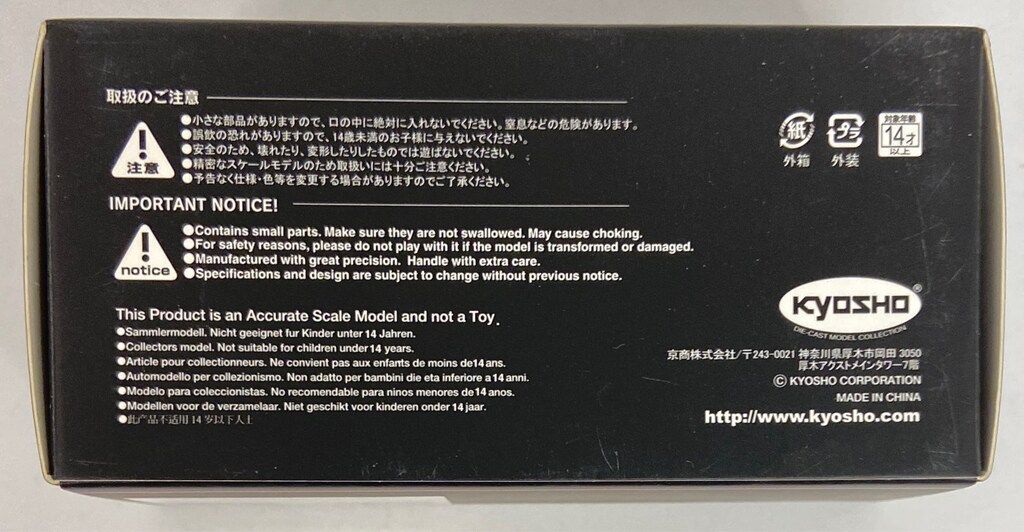 取扱のご注意
●小さな部品がありますので、口の中に絶対に入れないでください。窒息などの危険があります。
●誤飲の恐れがありますので、14歳未満のお子様に与えないでください。
●安全のため、壊れたり、変形したりしたものでは遊ばないでください。
●精密なスケールモデルのため取扱いには十分ご注意ください。
●予告なく仕様・色等を変更する場合がありますのでご了承ください。
注意
紙
外箱
プラ
外装
対象年齢
14才
以上
IMPORTANT NOTICE!
●Contains small parts. Make sure they are not swallowed. May cause choking.
●For safety reasons, please do not play with it if the model is transformed or damaged.
●Manufactured with great precision. Handle with extra care.
●Specifications and design are subject to change without previous notice.
notice
This Product is an Accurate Scale Model and not a Toy.
●Sammlermodell. Nicht geeignet fur Kinder unter 14 Jahren.
●Collectors model. Not suitable for children under 14 years.
●Article pour collectionneurs. Ne convient pas aux enfants de moins de14 ans.
●Automodello per collezionismo. Non adatto per bambini die eta inferiore a 14 anni.
●Modelo para coleccionistas. No recomendable para ninos menores de 14 anos.
●Modellen voor de verzamelaar. Niet geschikt voor kinderen onder 14 jaar.
●此产品不适用 14 岁以下人士
KYOSHO®
DIE-CAST MODEL COLLECTION
京商株式会社/〒243-0021 神奈川県厚木市岡田 3050
厚木アクストメインタワー7階
© KYOSHO CORPORATION
MADE IN CHINA
http://www.kyosho.com